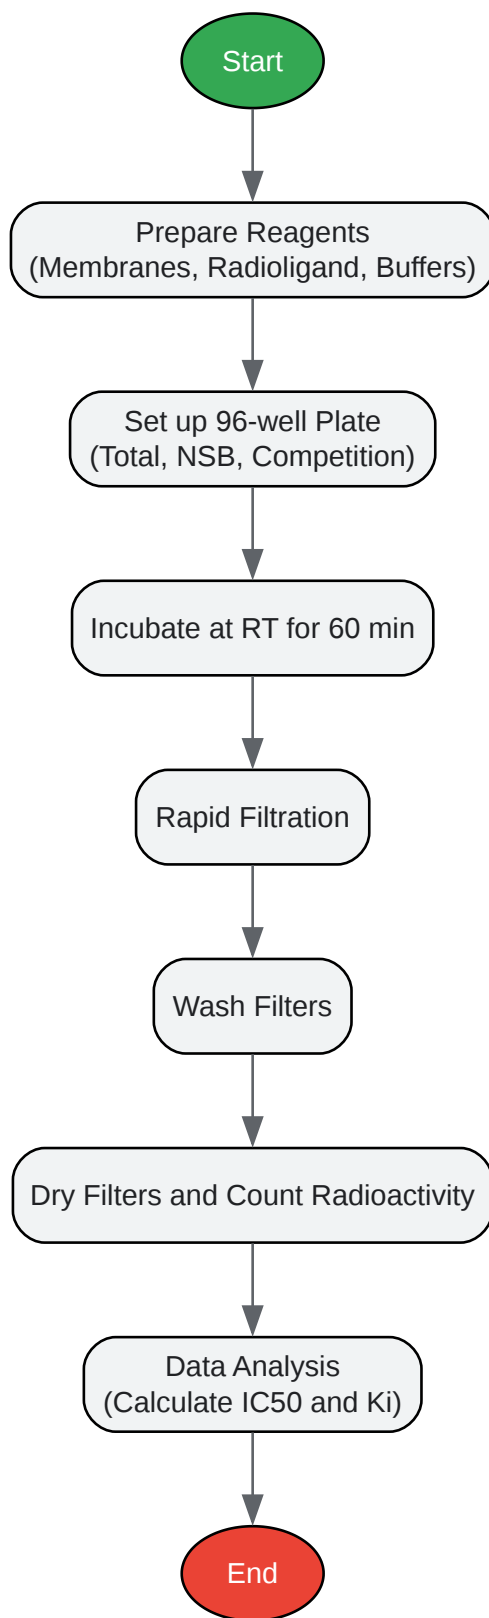 Start
Prepare Reagents
(Membranes, Radioligand, Buffers)
Set up 96-well Plate
(Total, NSB, Competition)
Incubate at RT for 60 min
Rapid Filtration
Wash Filters
Dry Filters and Count Radioactivity
Data Analysis
(Calculate IC50 and Ki)
End